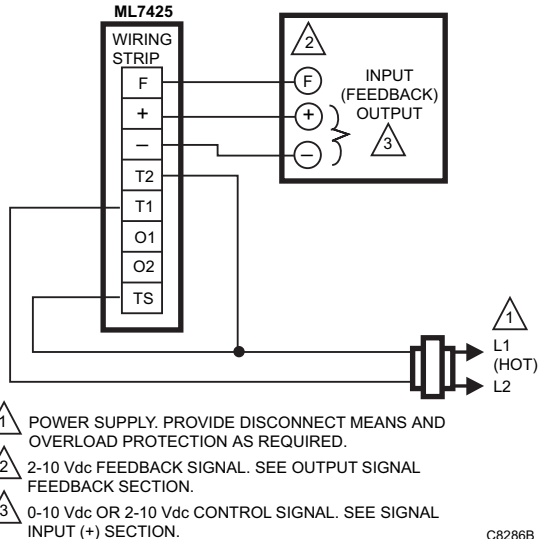 ML7425
WIRING
STRIP
F
+
–
T2
T1
O1
O2
TS
2
F
+
–
INPUT
(FEEDBACK)
OUTPUT
3
1
L1
(HOT)
L2
1 POWER SUPPLY. PROVIDE DISCONNECT MEANS AND
OVERLOAD PROTECTION AS REQUIRED.
2 2-10 Vdc FEEDBACK SIGNAL. SEE OUTPUT SIGNAL
FEEDBACK SECTION.
3 0-10 Vdc OR 2-10 Vdc CONTROL SIGNAL. SEE SIGNAL
INPUT (+) SECTION.
C8286B